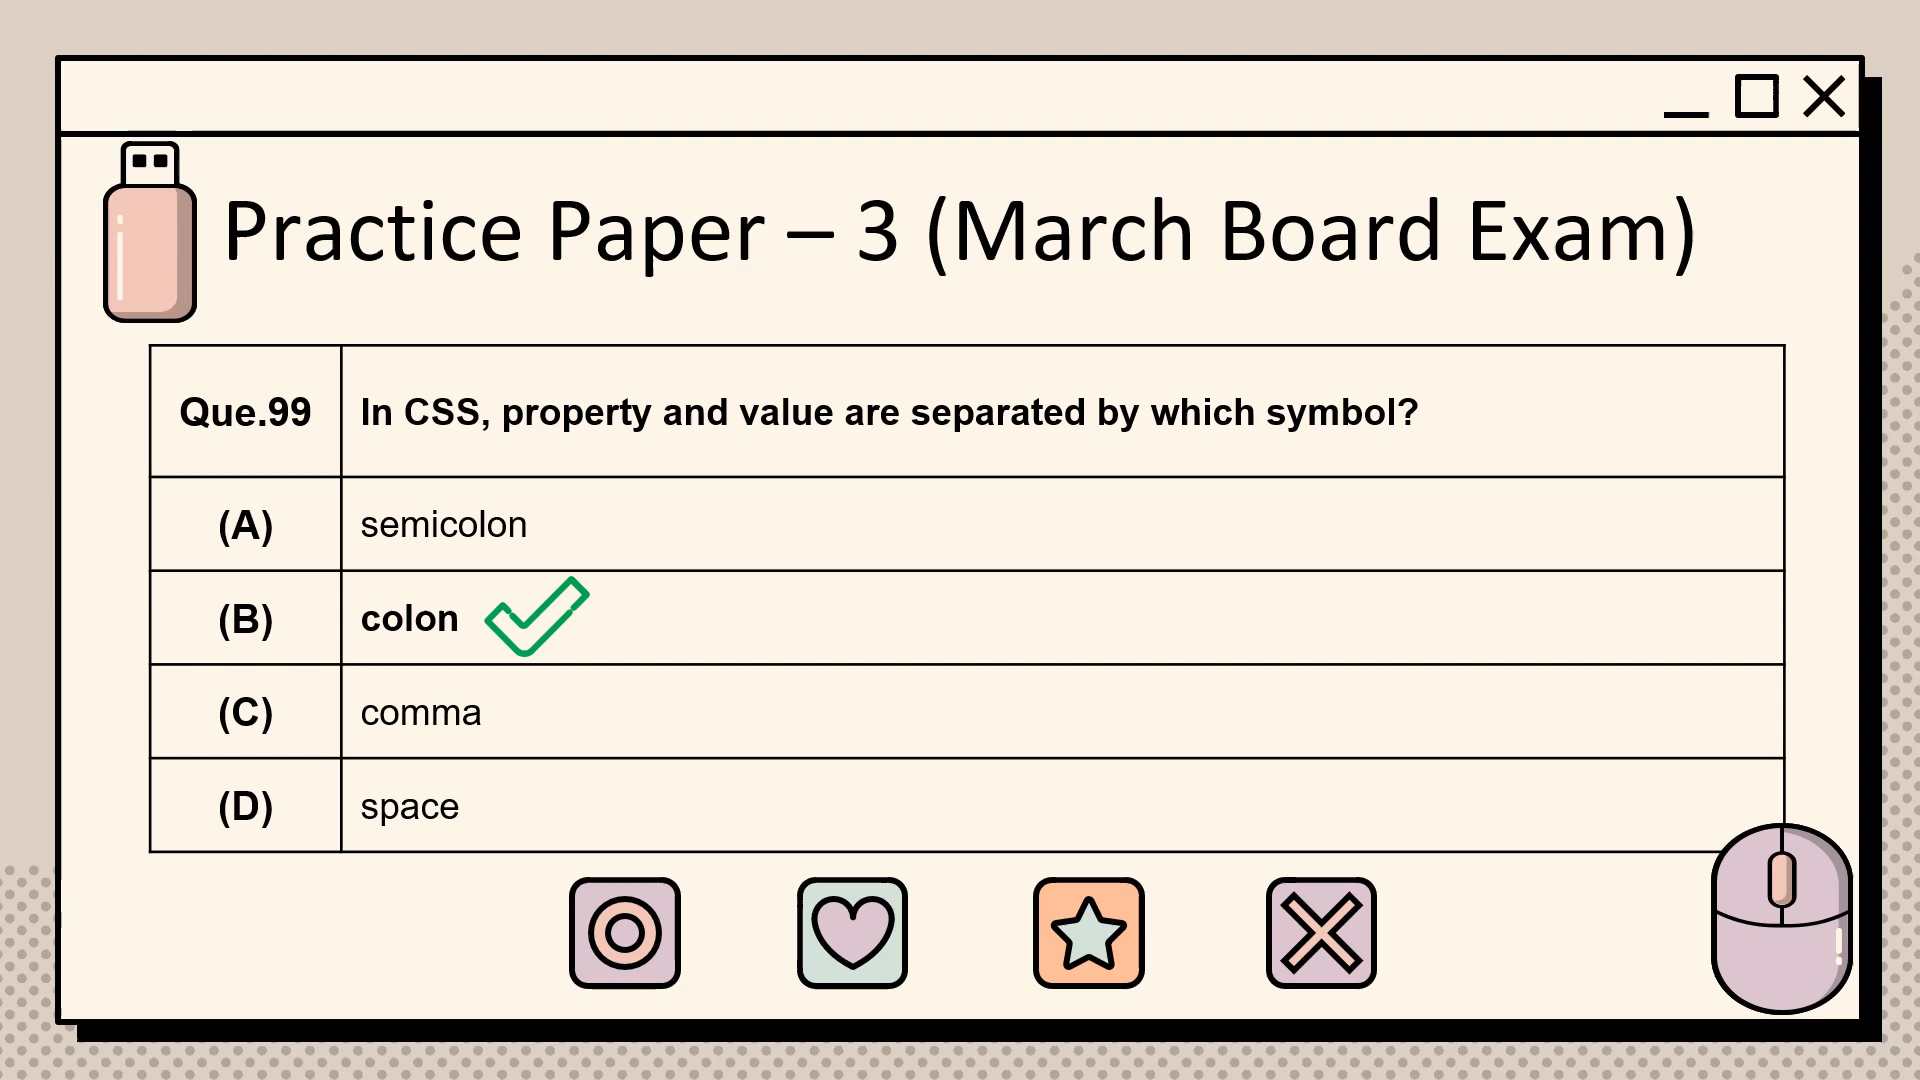 Practice Paper – 3 (March Board Exam)
Que.99 In CSS, property and value are separated by which symbol?
(A) semicolon
(B) colon
(C) comma
(D) space